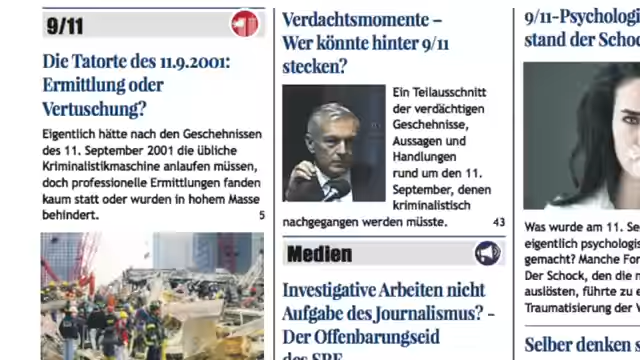 9/11
Die Tatorte des 11.9.2001:
Ermittlung oder
Vertuschung?
Eigentlich hätte nach den Geschehnissen
des 11. September 2001 die übliche
Kriminalistikmaschine anlaufen müssen,
doch professionelle Ermittlungen fanden
kaum statt oder wurden in hohem Masse
behindert. 5
Verdachtsmomente –
Wer könnte hinter 9/11
stecken?
Ein Teilausschnitt
der verdächtigen
Geschehnisse,
Aussagen und
Handlungen
rund um den 11.
September, denen
kriminalistisch
nachgegangen werden müsste. 43
Medien
Investigative Arbeiten nicht
Aufgabe des Journalismus? –
Der Offenbarungseid
des SRF
9/11-Psychologi
stand der Schoc
Was wurde am 11. Se
eigentlich psychologis
gemacht? Manche For
Der Schock, den die
auslösten, führte zu e
Traumatisierung der
Selber denken s